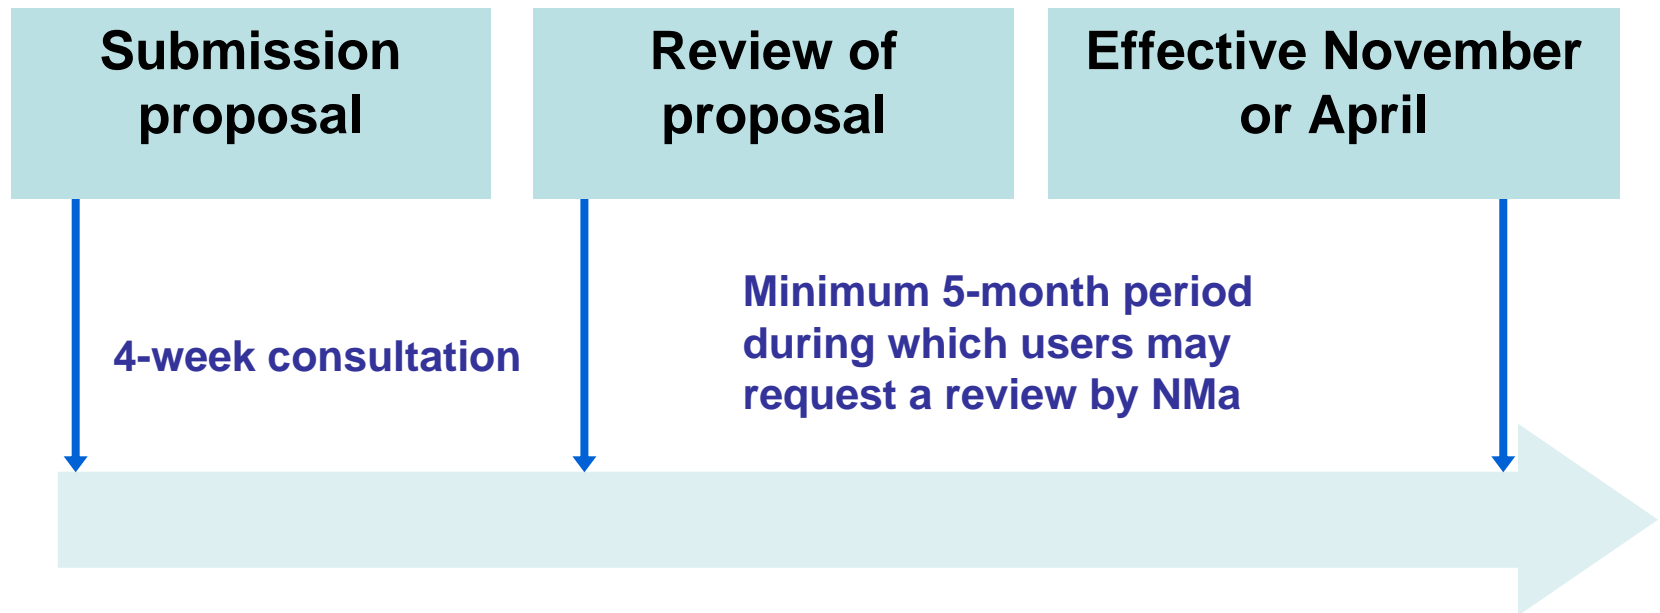 Submission
proposal
Review of
proposal
Effective November
or April
4-week consultation
Minimum 5-month period
during which users may
request a review by NMa